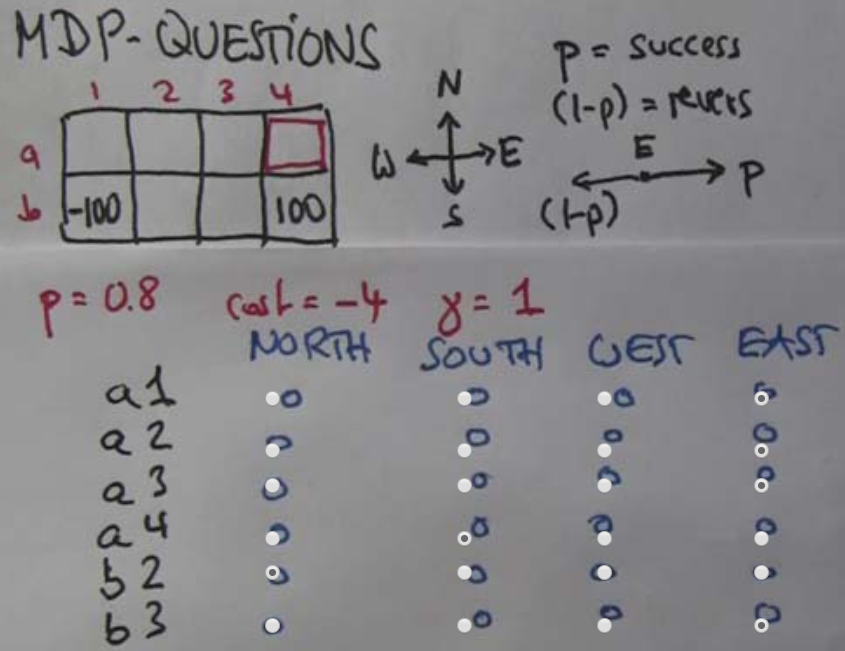 MDP-QUESTIONS
P = success
(1-p) = revers
1 2 3 4
a
b -100 100
N
W E
S
E
(1-p) P
p = 0.8 cost = -4 γ = 1
NORTH SOUTH WEST EAST
a1
a2
a3
a4
b2
b3